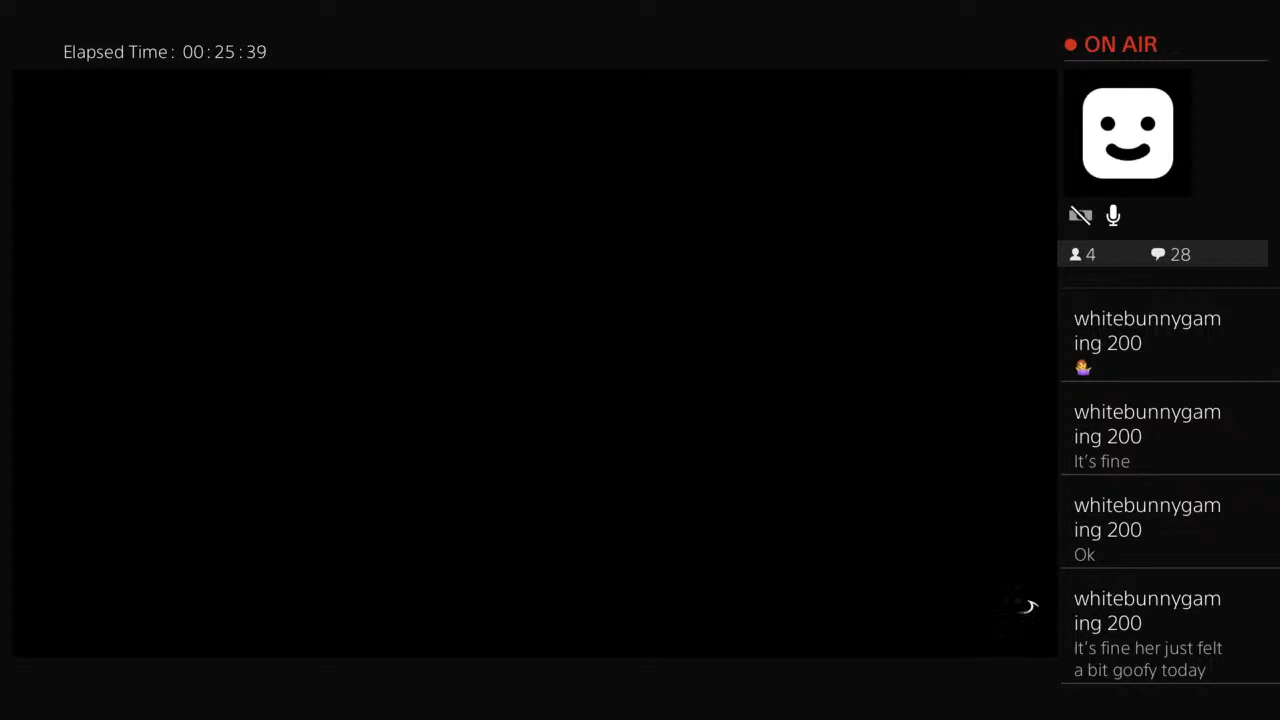 Elapsed Time: 00:25:39
ON AIR
4 28
whitebunnygam
ing 200
🤷‍♀️
whitebunnygam
ing 200
It's fine
whitebunnygam
ing 200
Ok
whitebunnygam
ing 200
It's fine her just felt
a bit goofy today